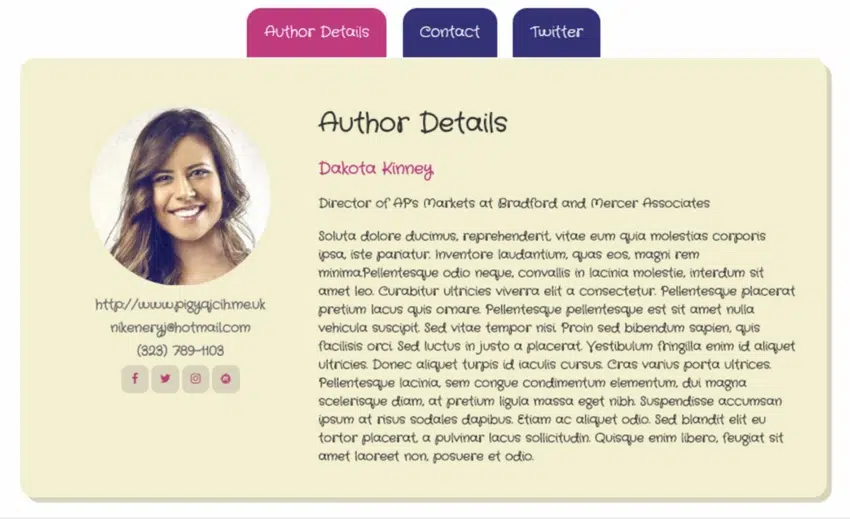 Author Details
Contact
Twitter
Author Details
Dakota Kinney
Director of AP's Markets at Bradford and Mercer Associates
Soluta dolore ducimus, reprehenderit, vitae eum quia molestias corporis
ipsa, iste pariatur. Inventore laudantium, quas eos, magni rem
minimaPellentesque odio neque, convallis in lacinia molestie, interdum sit
amet leo. Curabitur ultricies viverra elit a consectetur. Pellentesque placerat
pretium lacus quis ornare. Pellentesque pellentesque est sit amet nulla
vehicula suscipit. Sed vitae tempor nisi. Proin sed bibendum sapien, quis
facilisis orci. Sed luctus in justo a placerat. Vestibulum fringilla enim id aliquet
ultricies. Donec aliquet turpis id iaculis cursus. Cras varius porta ultrices.
Pellentesque lacinia, sem congue condimentum elementum, dui magna
scelerisque diam, at pretium ligula massa eget nibh. Suspendisse accumsan
ipsum at risus sodales dapibus. Etiam ac aliquet odio. Sed blandit elit eu
tortor placerat, a pulvinar lacus sollicitudin. Quisque enim libero, feugiat sit
amet laoreet non, posuere et odio.
http://www.pigyqjcih.me.uk
nikeneryj@hotmail.com
(323) 789-1103